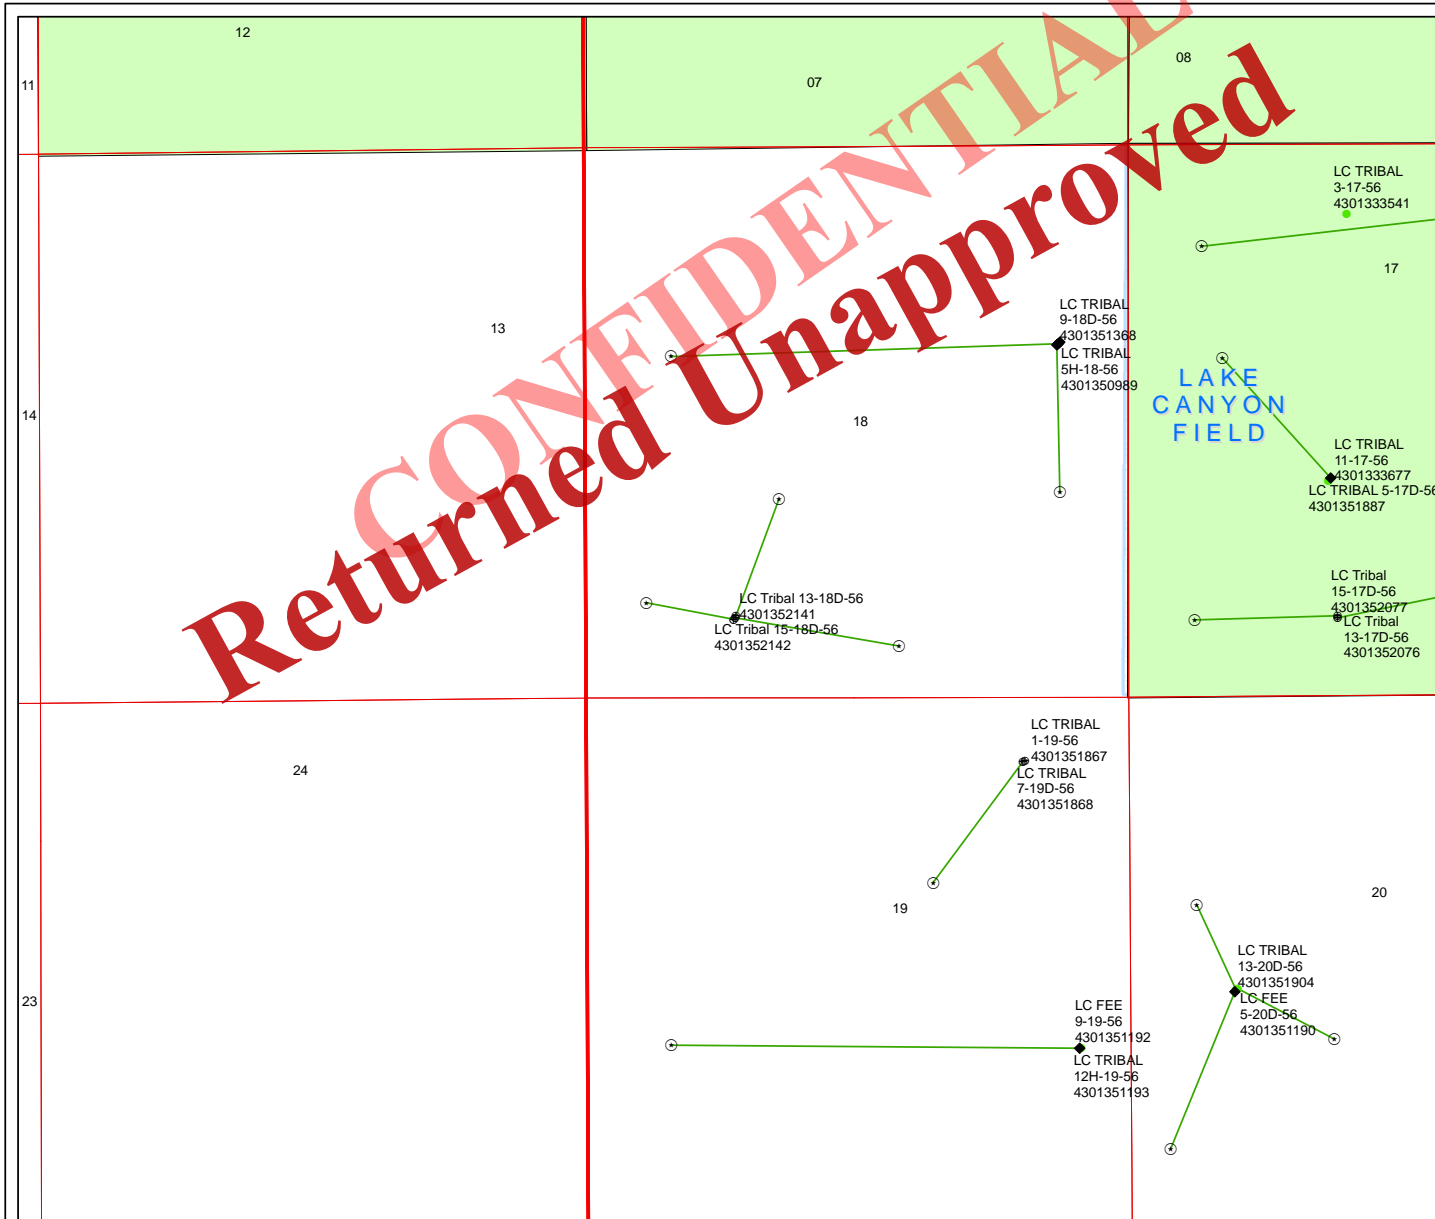 12
07
08
11
CONFIDENTIAL
Returned Unapproved
LC TRIBAL
3-17-56
4301333541
17
13
LC TRIBAL
9-18D-56
4301351368
LC TRIBAL
5H-18-56
4301350989
LAKE
CANYON
FIELD
14
18
LC TRIBAL
11-17-56
4301333677
LC TRIBAL 5-17D-56
4301351887
LC Tribal 13-18D-56
4301352141
LC Tribal 15-18D-56
4301352142
LC Tribal
15-17D-56
4301352077
LC Tribal
13-17D-56
4301352076
24
LC TRIBAL
1-19-56
4301351867
LC TRIBAL
7-19D-56
4301351868
19
20
23
LC TRIBAL
13-20D-56
4301351904
LC FEE
5-20D-56
4301351190
LC FEE
9-19-56
4301351192
LC TRIBAL
12H-19-56
4301351193